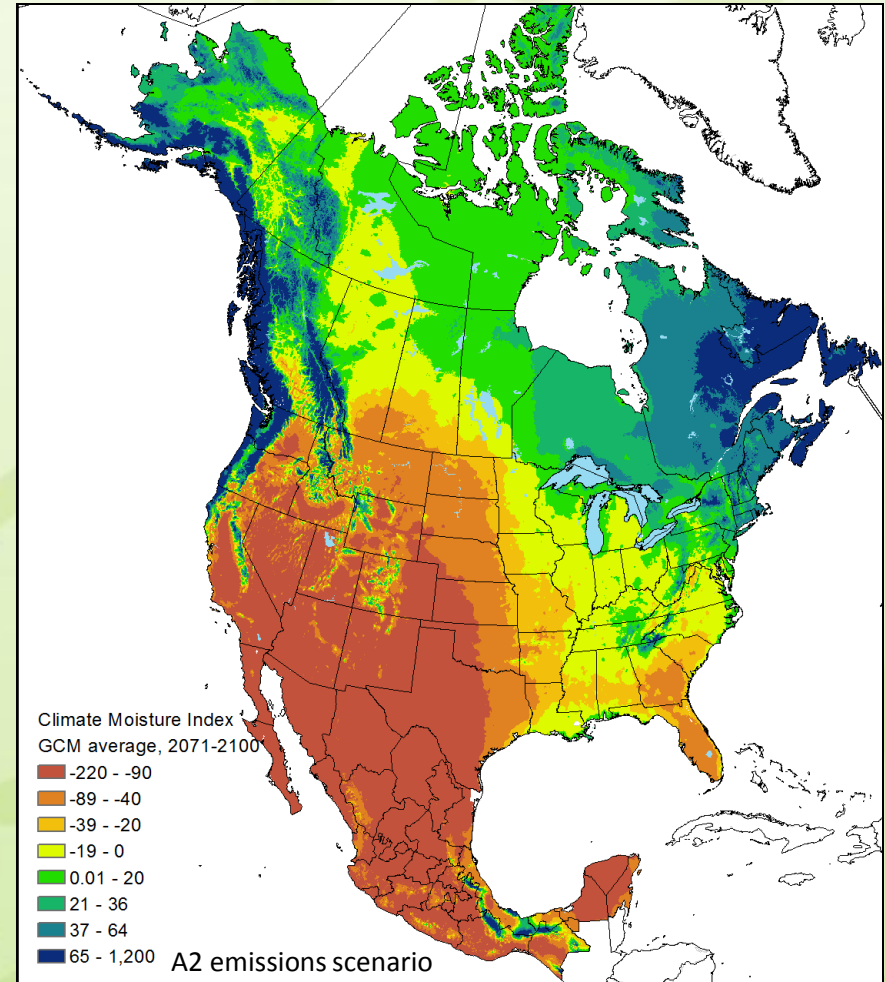 Climate Moisture Index
GCM average, 2071-2100
-220 - -90
-89 - -40
-39 - -20
-19 - 0
0.01 - 20
21 - 36
37 - 64
65 - 1,200
A2 emissions scenario